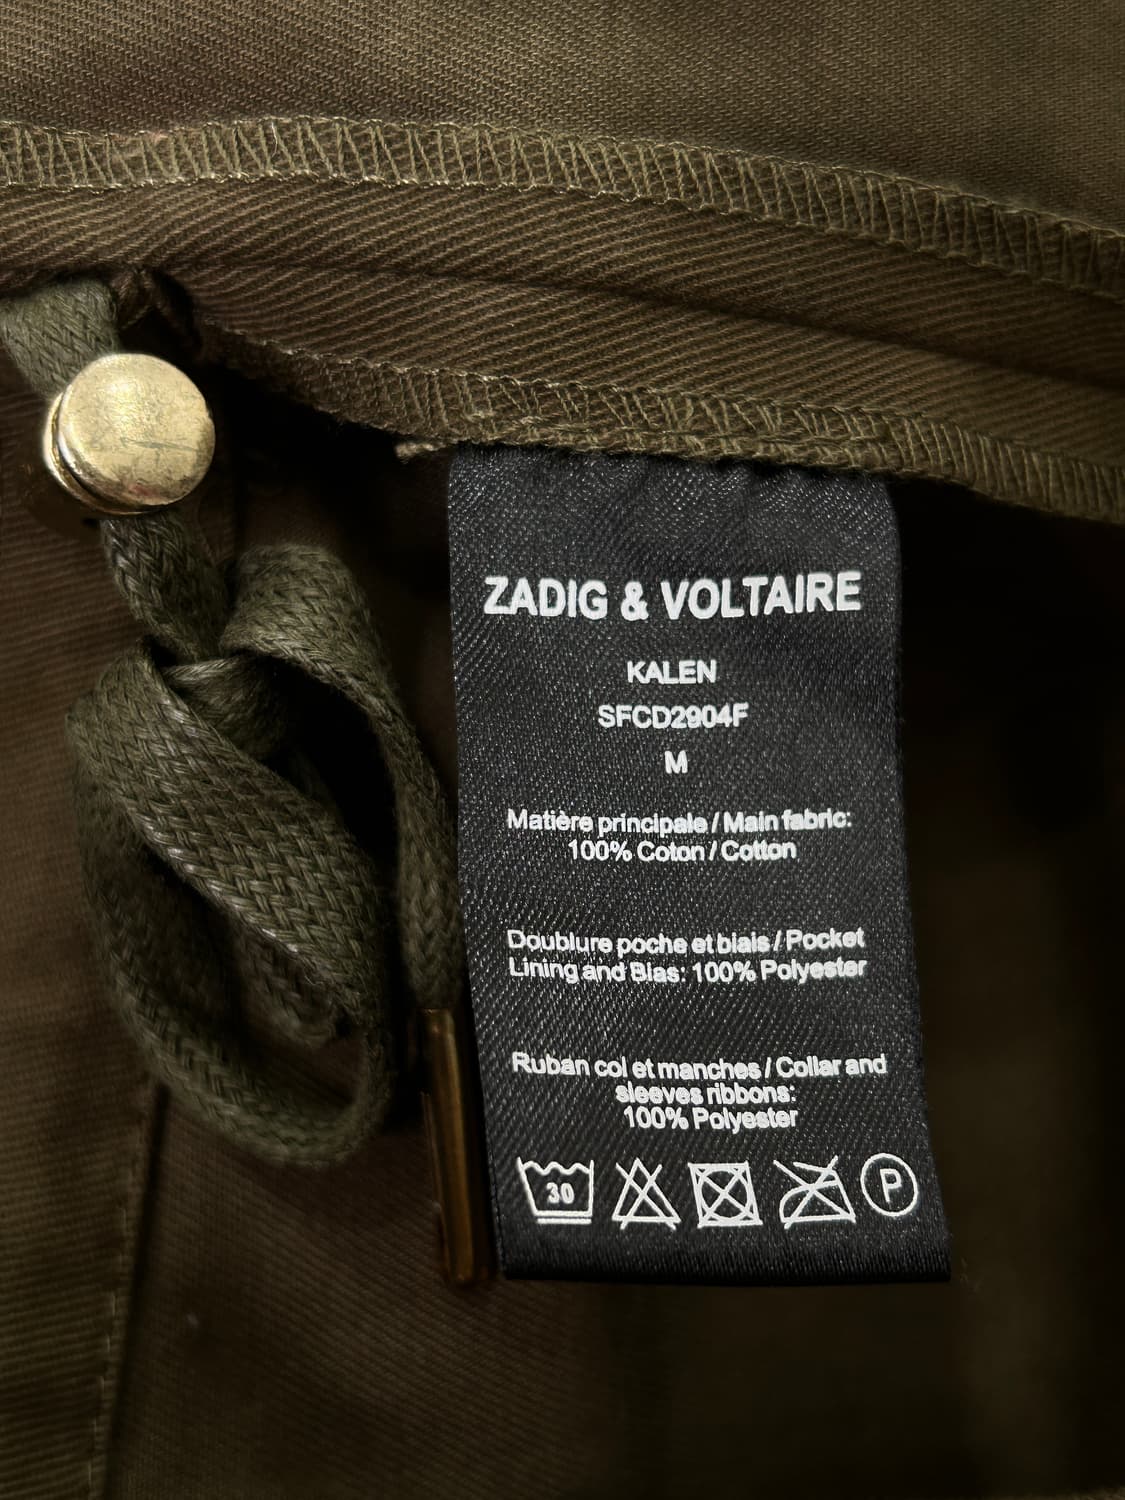 ZADIG & VOLTAIRE
KALEN
SFCD2904F
M
Matière principale / Main fabric:
100% Coton / Cotton
Doublure poche et biais / Pocket
Lining and Bias: 100% Polyester
Ruban col et manches / Collar and
sleeves ribbons:
100% Polyester
30 P